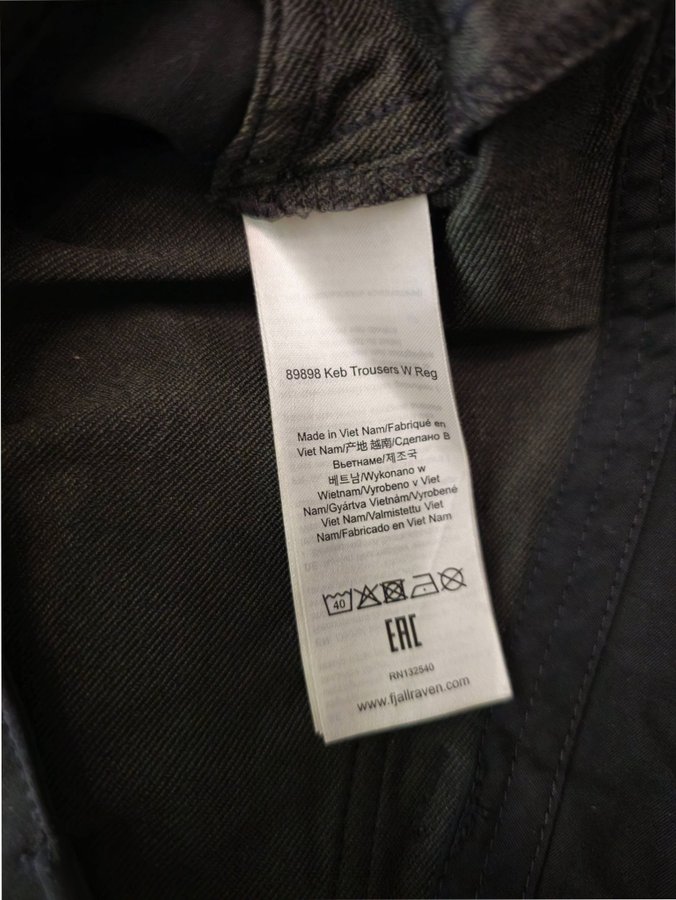 89898 Keb Trousers W Reg
Made in Viet Nam/Fabriqué en
Viet Nam/产地 越南/Сделано В
Вьетнаме/제조국
베트남/Wykonano w
Wietnam/Vyrobeno v Viet
Nam/Gyártva Vietnám/Vyrobené
Viet Nam/Valmistettu Viet
Nam/Fabricado en Viet Nam
40
EAC
RN132540
www.fjallraven.com